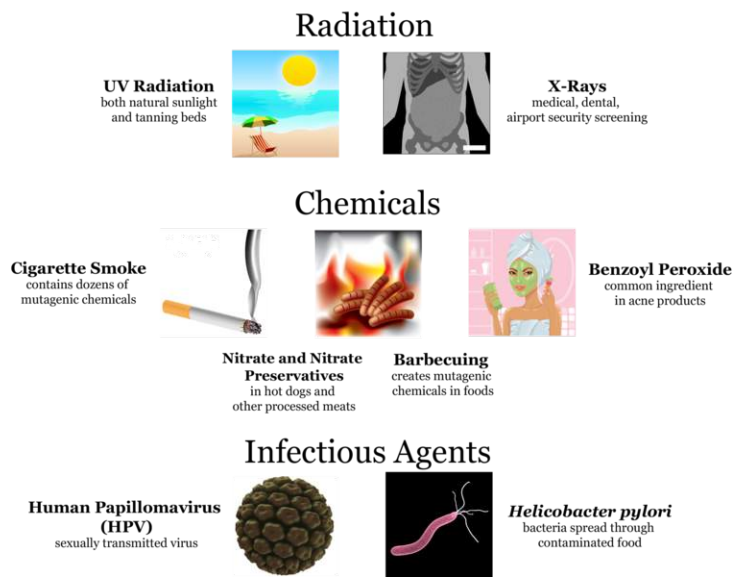 Radiation
UV Radiation
both natural sunlight
and tanning beds
X-Rays
medical, dental,
airport security screening
Chemicals
Cigarette Smoke
contains dozens of
mutagenic chemicals
Benzoyl Peroxide
common ingredient
in acne products
Nitrate and Nitrate
Preservatives
in hot dogs and
other processed meats
Barbecuing
creates mutagenic
chemicals in foods
Infectious Agents
Human Papillomavirus
(HPV)
sexually transmitted virus
Helicobacter pylori
bacteria spread through
contaminated food